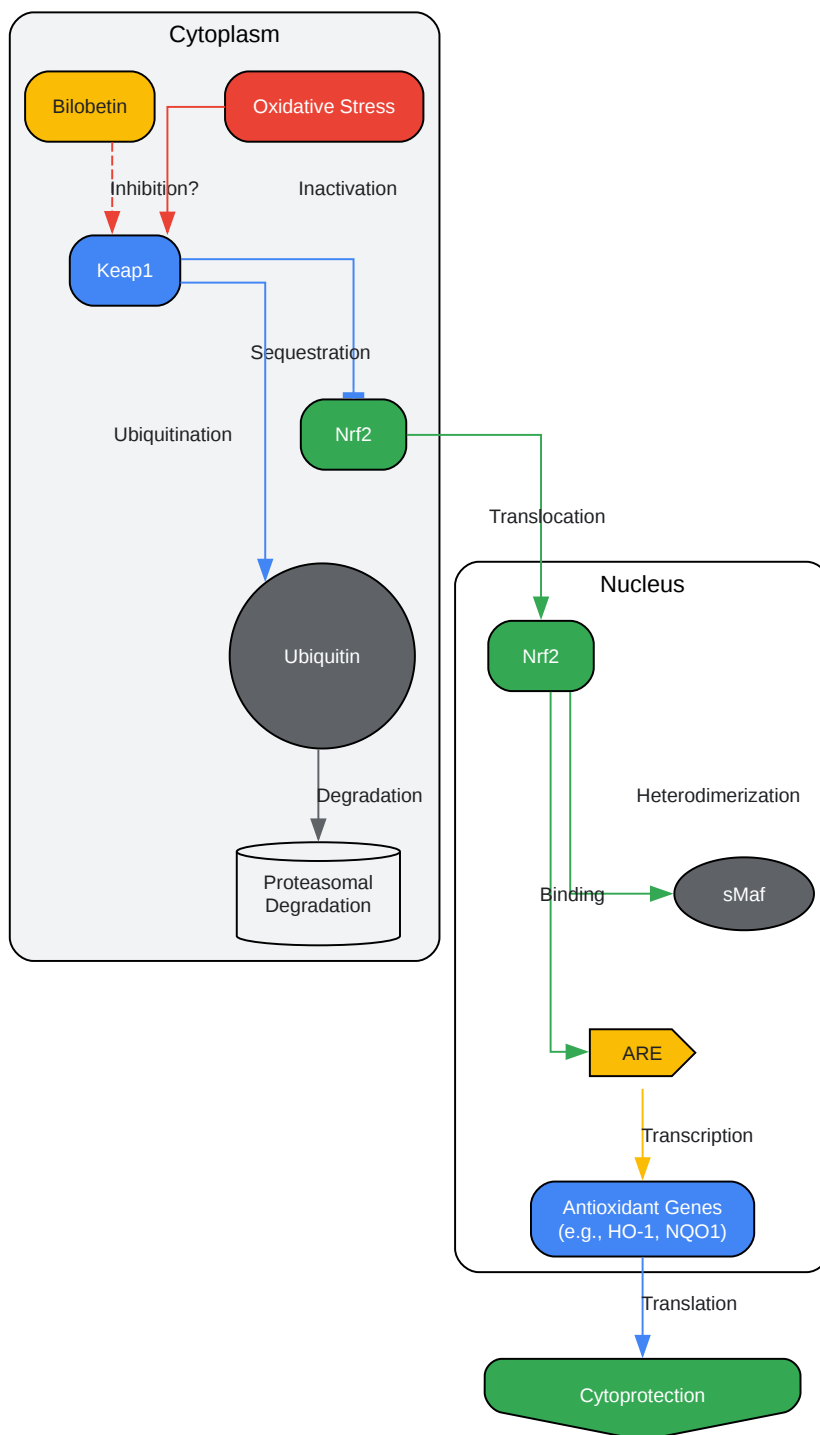 Cytoplasm
Bilobetin
Oxidative Stress
Inhibition?
Inactivation
Keap1
Sequestration
Ubiquitination
Nrf2
Translocation
Nucleus
Ubiquitin
Nrf2
Degradation
Heterodimerization
Proteasomal
Degradation
Binding
sMaf
ARE
Transcription
Antioxidant Genes
(e.g., HO-1, NQO1)
Translation
Cytoprotection